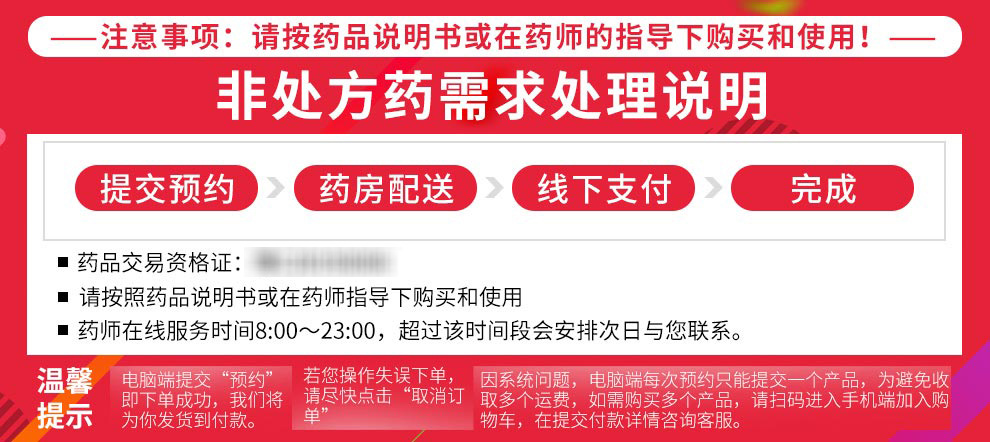 注意事项：请按药品说明书或在药师的指导下购买和使用！
非处方药需求处理说明
提交预约
药房配送
线下支付
完成
■ 药品交易资格证：
■ 请按照药品说明书或在药师指导下购买和使用
■ 药师在线服务时间8:00～23:00，超过该时间段会安排次日与您联系。
温馨
提示
电脑端提交“预约”
即下单成功，我们将
为你发货到付款。
若您操作失误下单，
请尽快点击“取消订
单”
因系统问题，电脑端每次预约只能提交一个产品，为避免收
取多个运费，如需购买多个产品，请扫码进入手机端加入购
物车，在提交付款详情咨询客服。